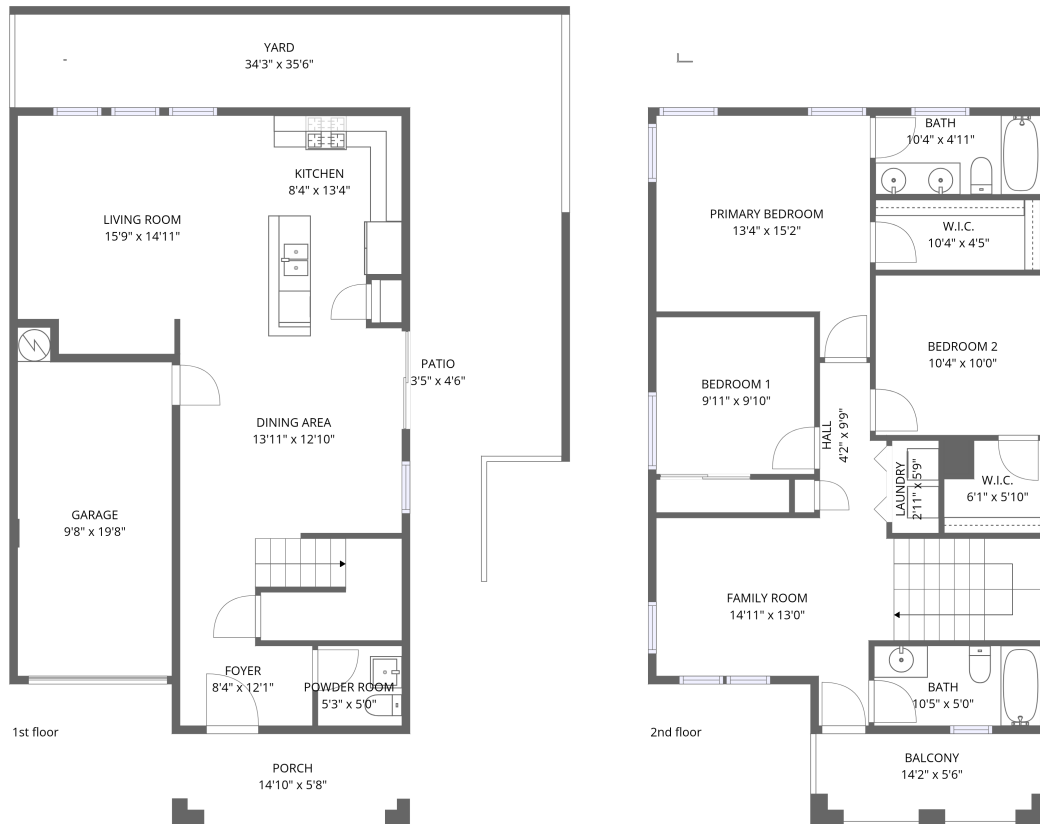 YARD
34'3" x 35'6"
KITCHEN
8'4" x 13'4"
LIVING ROOM
15'9" x 14'11"
PATIO
3'5" x 4'6"
DINING AREA
13'11" x 12'10"
GARAGE
9'8" x 19'8"
FOYER
8'4" x 12'1"
POWDER ROOM
5'3" x 5'0"
1st floor
PORCH
14'10" x 5'8"
BATH
10'4" x 4'11"
PRIMARY BEDROOM
13'4" x 15'2"
W.I.C.
10'4" x 4'5"
BEDROOM 2
10'4" x 10'0"
BEDROOM 1
9'11" x 9'10"
HALL
4'2" x 9'9"
LAUNDRY
2'11" x 5'9"
W.I.C.
6'1" x 5'10"
FAMILY ROOM
14'11" x 13'0"
BATH
10'5" x 5'0"
2nd floor
BALCONY
14'2" x 5'6"